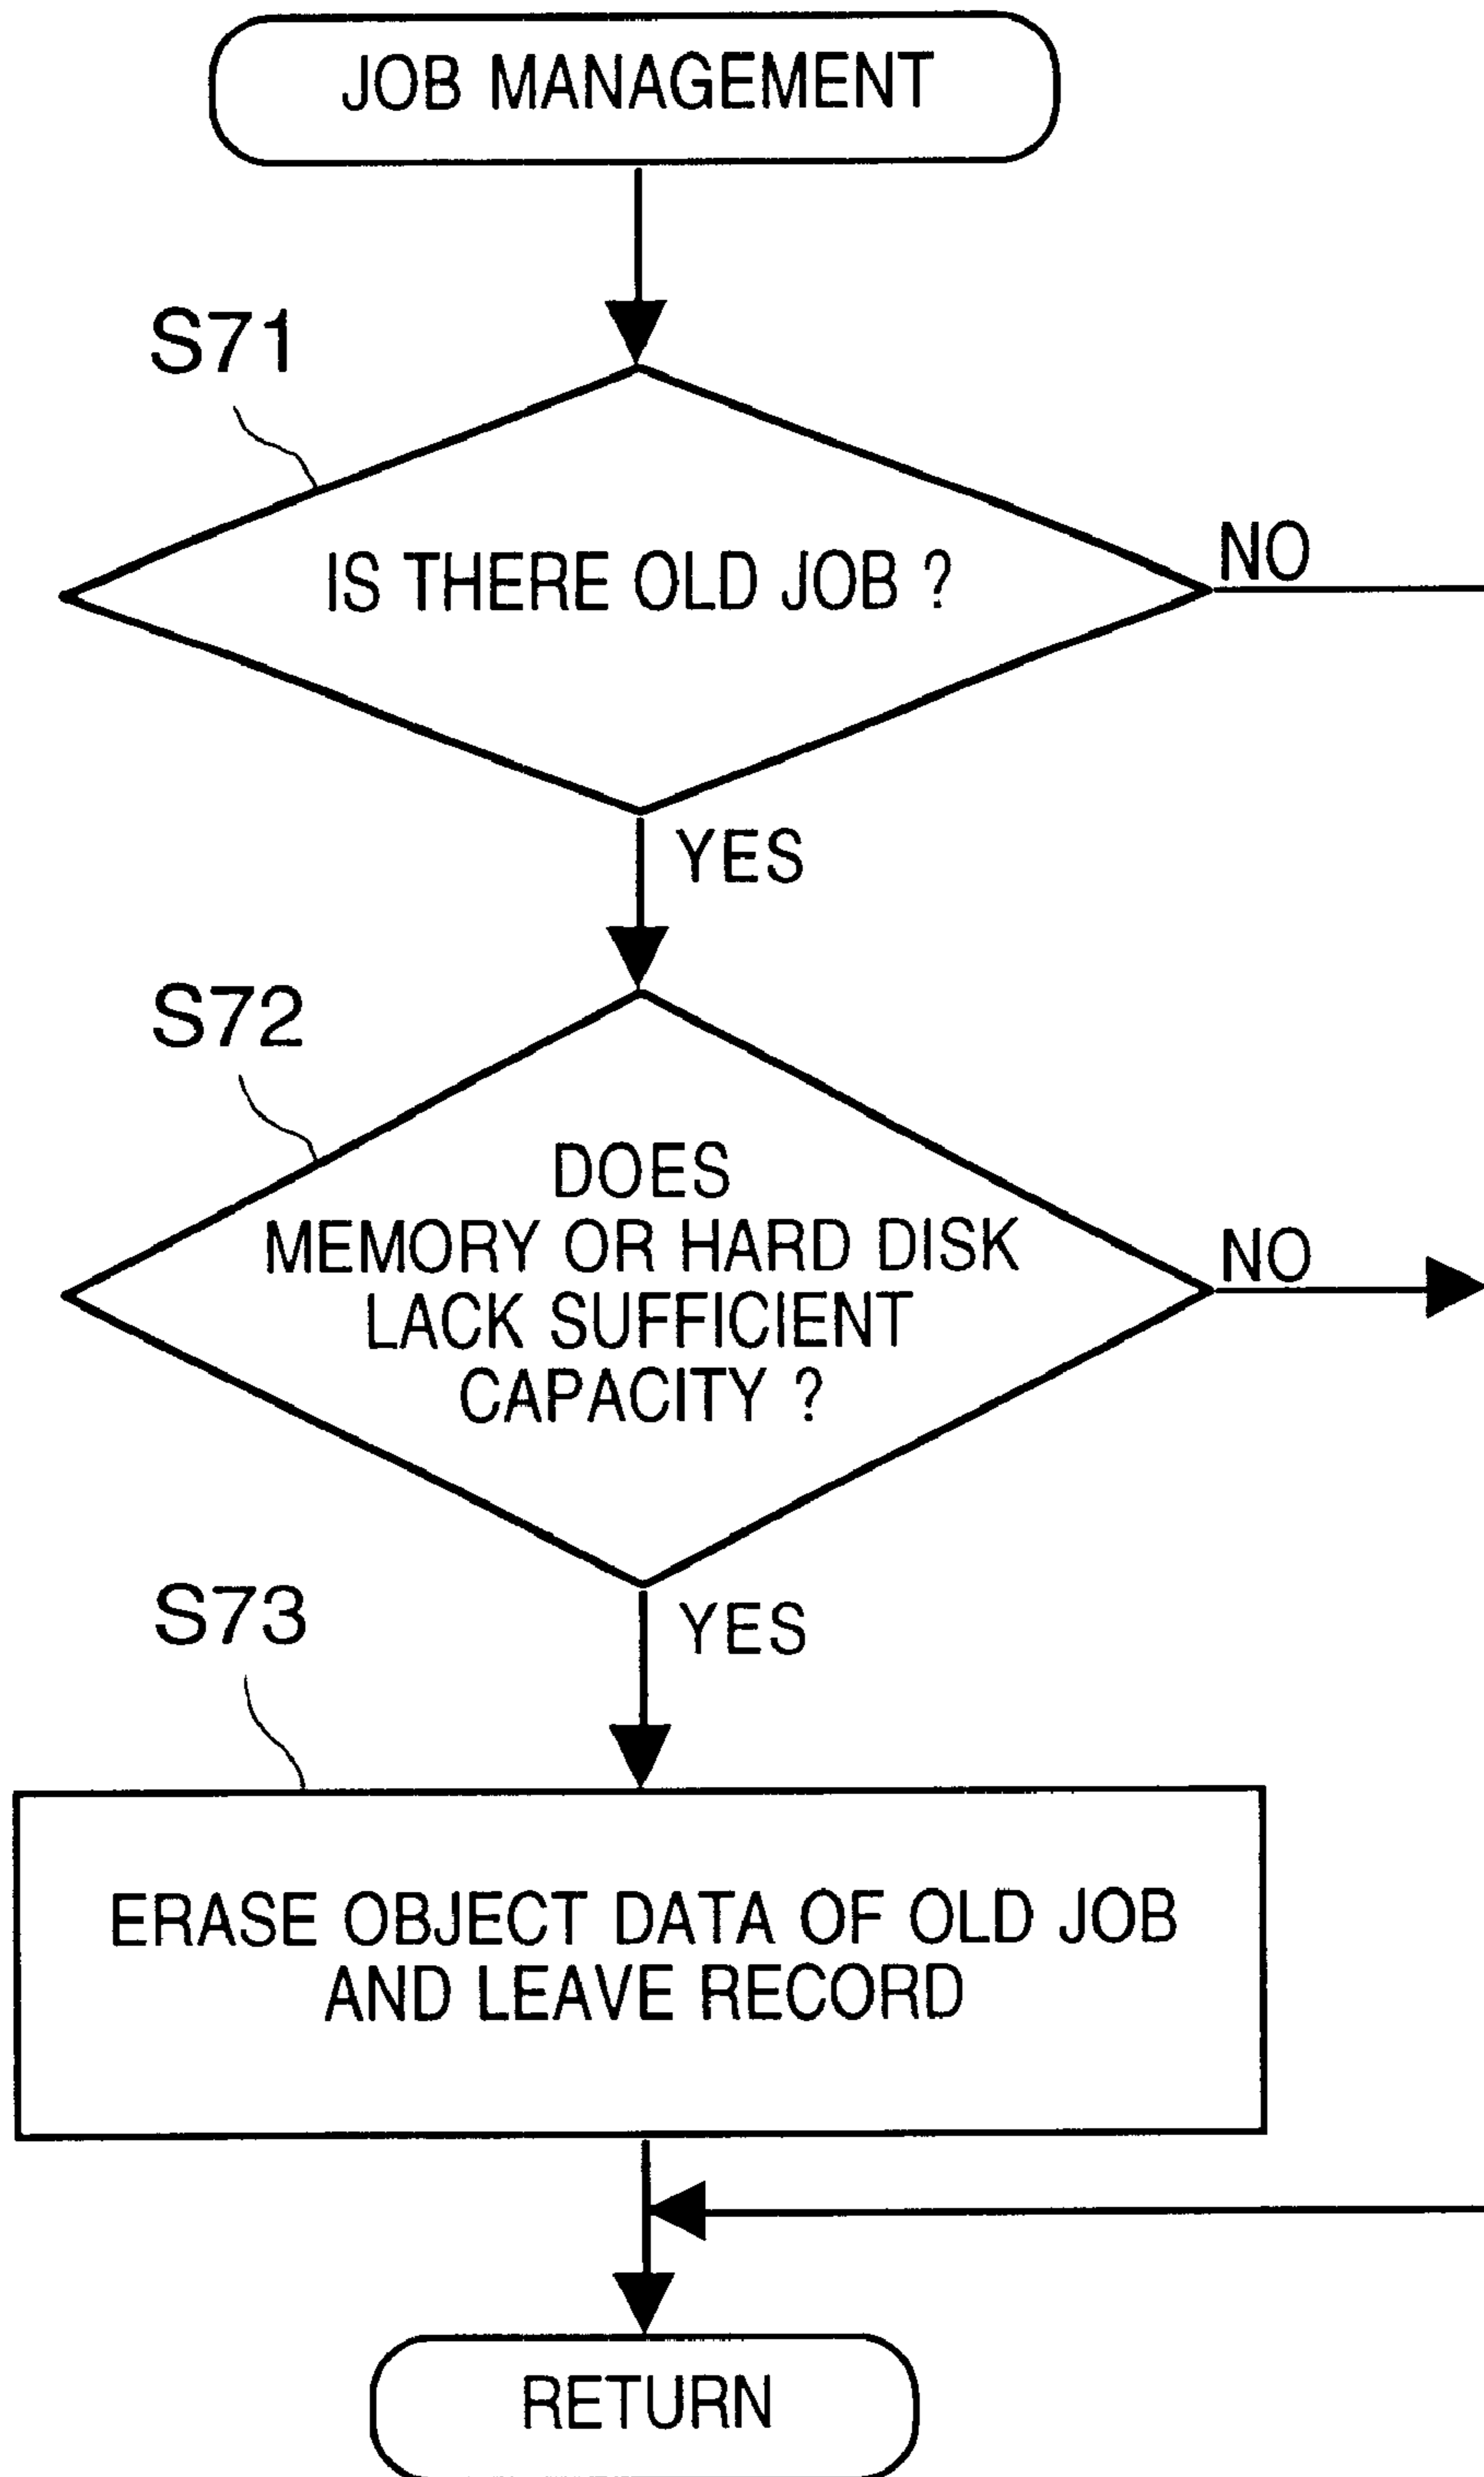 JOB MANAGEMENT
S71
IS THERE OLD JOB ?
NO
YES
S72
DOES
MEMORY OR HARD DISK
LACK SUFFICIENT
CAPACITY ?
NO
YES
S73
ERASE OBJECT DATA OF OLD JOB
AND LEAVE RECORD
RETURN